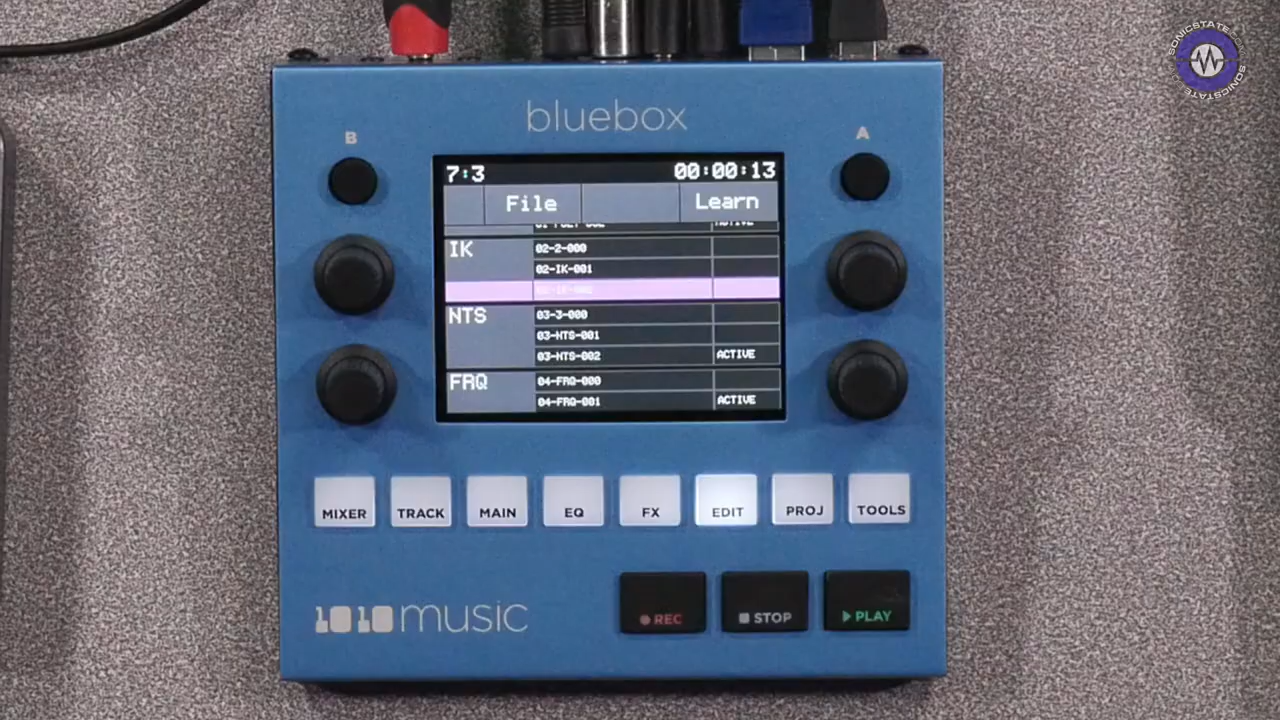 SONICSTATE SONICSTATE
bluebox
B
A
7:3 00:00:13
File Learn
IK 02-2-000
02-IK-001
NTS 03-3-000
03-NTS-001
03-NTS-002 ACTIVE
FRQ 04-FRQ-000
04-FRQ-001 ACTIVE
MIXER TRACK MAIN EQ FX EDIT PROJ TOOLS
1010music
REC STOP PLAY